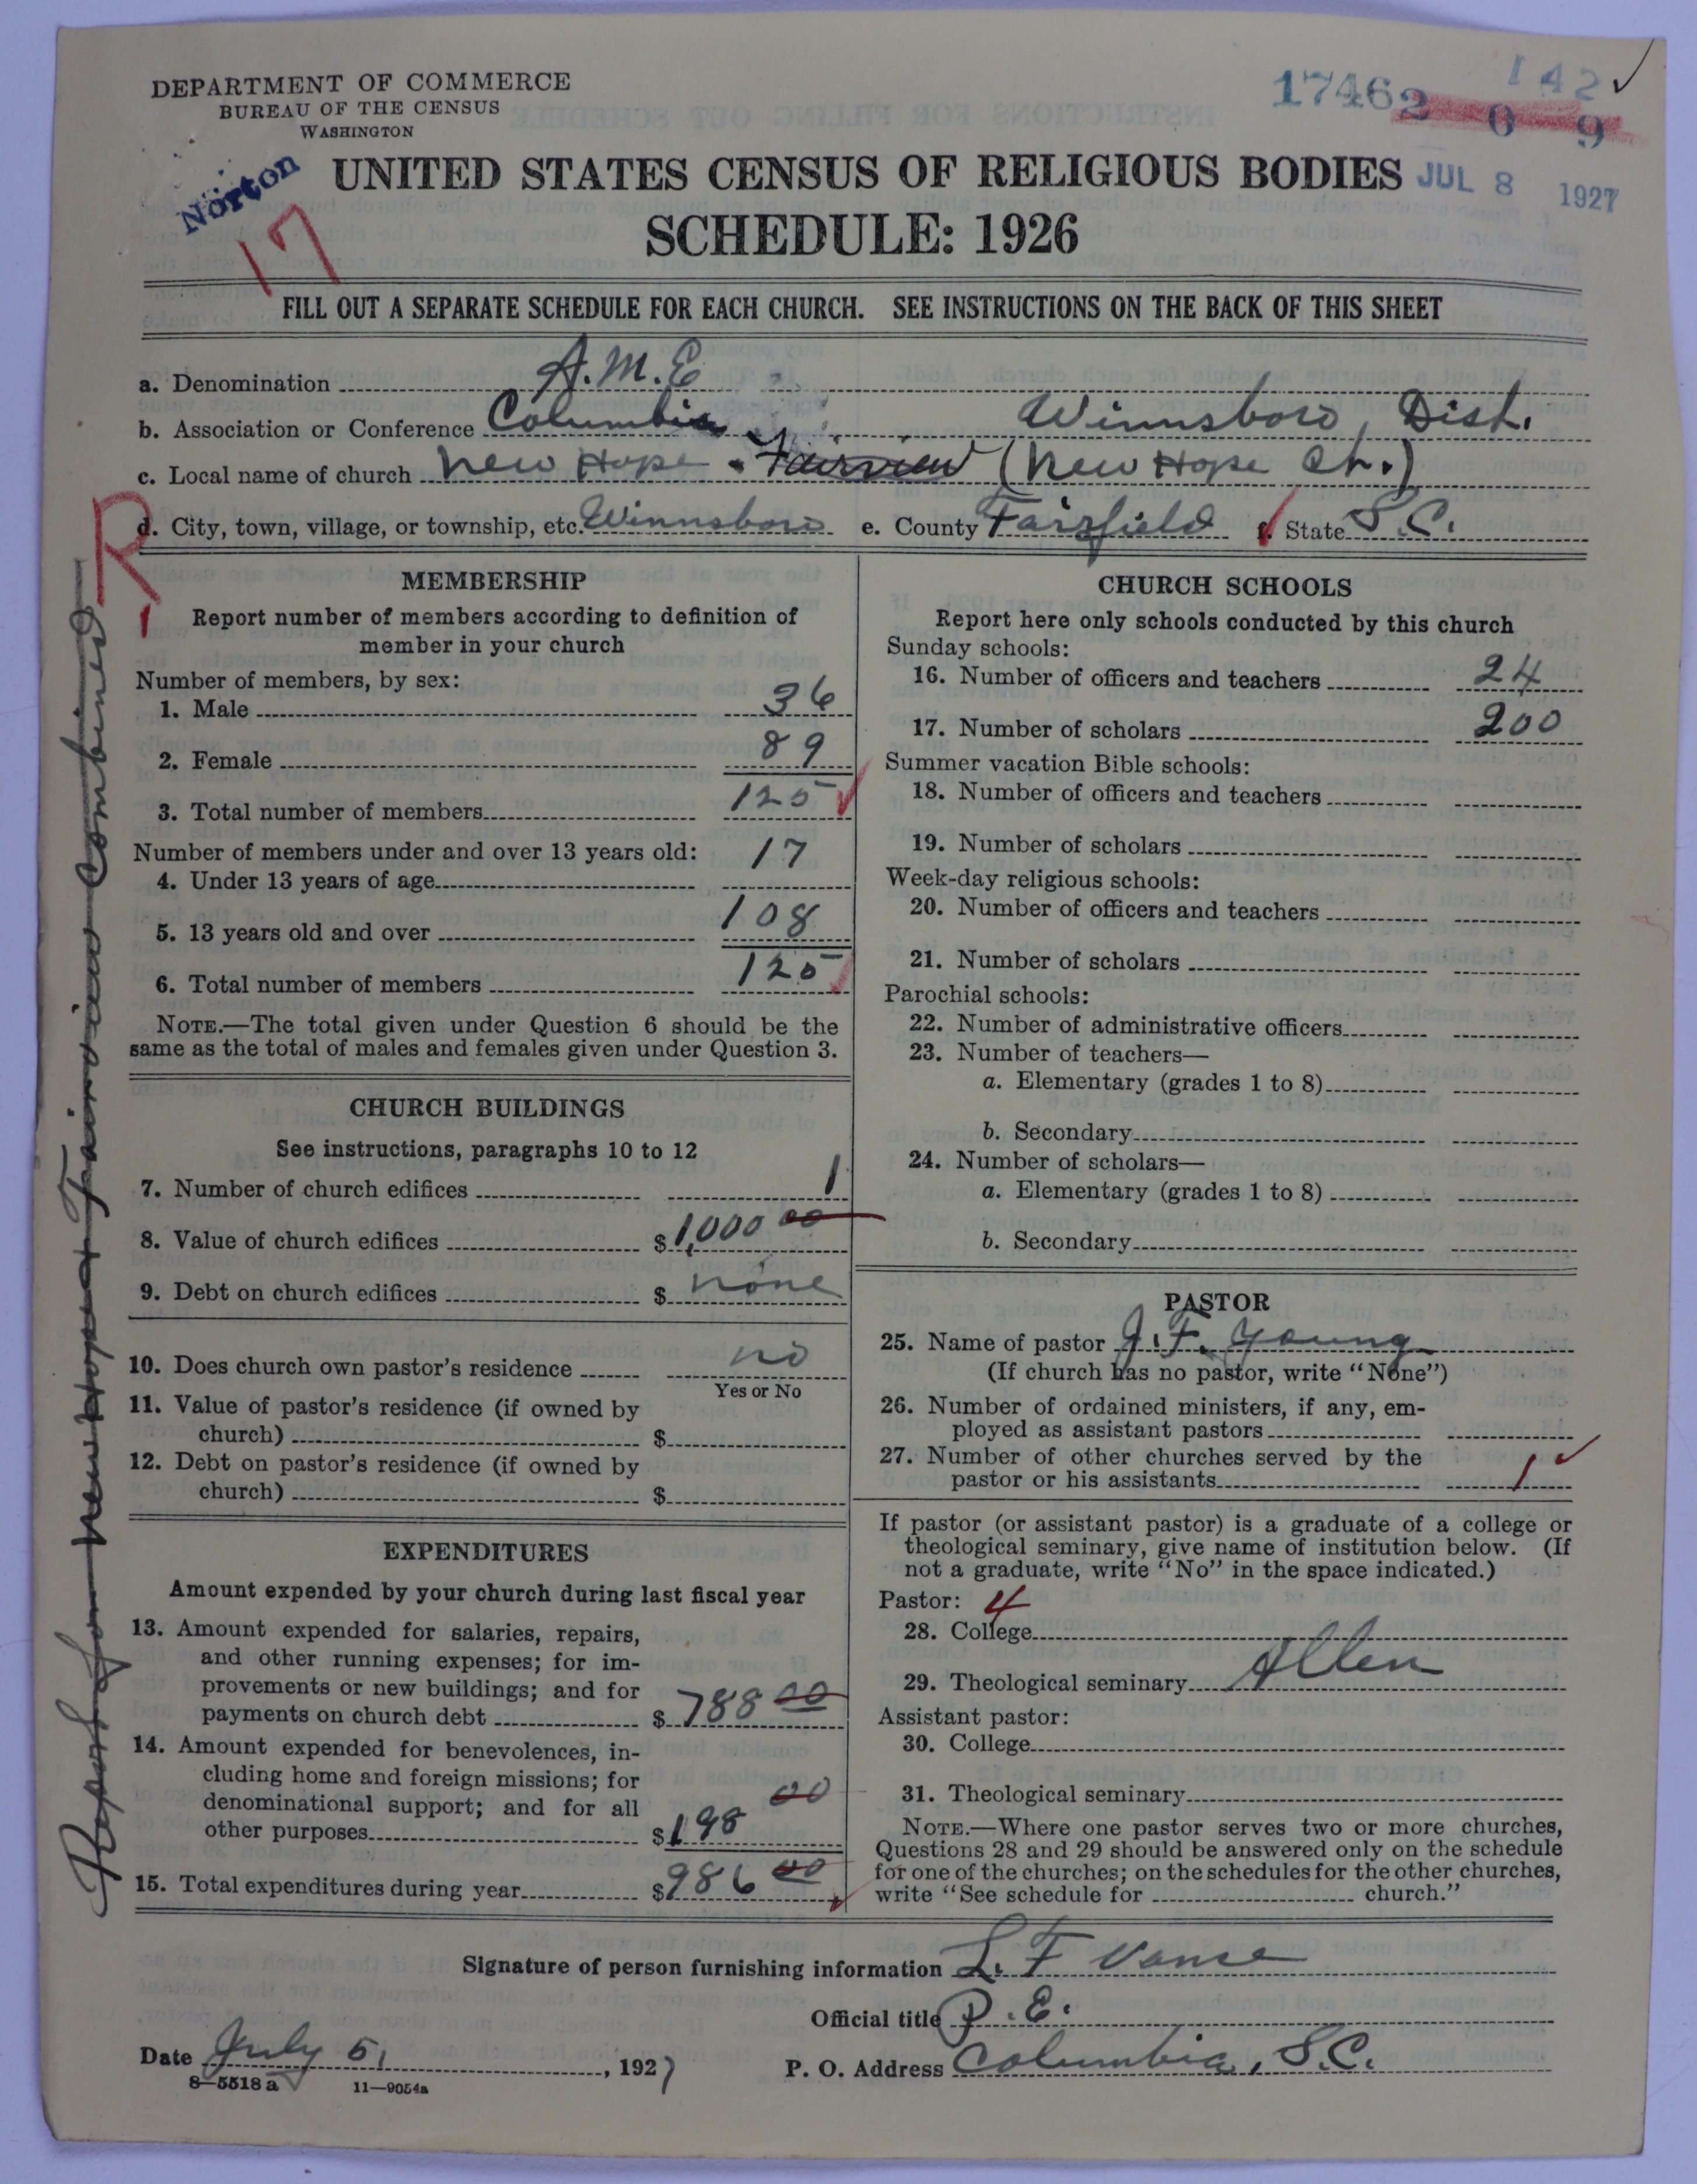 DEPARTMENT OF COMMERCE
BUREAU OF THE CENSUS
WASHINGTON
17462 0 9
142
Norton
17
JUL 8 1927
UNITED STATES CENSUS OF RELIGIOUS BODIES
SCHEDULE: 1926
FILL OUT A SEPARATE SCHEDULE FOR EACH CHURCH. SEE INSTRUCTIONS ON THE BACK OF THIS SHEET
a. Denomination A.M.E
b. Association or Conference Columbia Winnsboro, Dist.
c. Local name of church New Hope Fairview (New Hope Ch.)
d. City, town, village, or township, etc. Winnsboro e. County Fairfield f. State S.C.
R
Report for New Hope & Fairview combined
MEMBERSHIP
Report number of members according to definition of
member in your church
Number of members, by sex:
1. Male 36
2. Female 89
3. Total number of members 125
Number of members under and over 13 years old:
4. Under 13 years of age 17
5. 13 years old and over 108
6. Total number of members 125
NOTE.—The total given under Question 6 should be the
same as the total of males and females given under Question 3.
CHURCH BUILDINGS
See instructions, paragraphs 10 to 12
7. Number of church edifices 1
8. Value of church edifices $1,000 00
9. Debt on church edifices $ none
10. Does church own pastor's residence no
Yes or No
11. Value of pastor's residence (if owned by
church) $
12. Debt on pastor's residence (if owned by
church) $
EXPENDITURES
Amount expended by your church during last fiscal year
13. Amount expended for salaries, repairs,
and other running expenses; for im-
provements or new buildings; and for
payments on church debt $ 788 00
14. Amount expended for benevolences, in-
cluding home and foreign missions; for
denominational support; and for all
other purposes $198 00
15. Total expenditures during year $986 00
CHURCH SCHOOLS
Report here only schools conducted by this church
Sunday schools:
16. Number of officers and teachers 24
17. Number of scholars 200
Summer vacation Bible schools:
18. Number of officers and teachers
19. Number of scholars
Week-day religious schools:
20. Number of officers and teachers
21. Number of scholars
Parochial schools:
22. Number of administrative officers
23. Number of teachers—
a. Elementary (grades 1 to 8)
b. Secondary
24. Number of scholars—
a. Elementary (grades 1 to 8)
b. Secondary
PASTOR
25. Name of pastor J. F. Young
(If church has no pastor, write "None")
26. Number of ordained ministers, if any, em-
ployed as assistant pastors
27. Number of other churches served by the
pastor or his assistants 1
If pastor (or assistant pastor) is a graduate of a college or
theological seminary, give name of institution below. (If
not a graduate, write "No" in the space indicated.)
Pastor: 4
28. College
29. Theological seminary Allen
Assistant pastor:
30. College
31. Theological seminary
NOTE.—Where one pastor serves two or more churches,
Questions 28 and 29 should be answered only on the schedule
for one of the churches; on the schedules for the other churches,
write "See schedule for church."
Signature of person furnishing information L. F Vance
Official title P.E.
Date July 5, 1927 P. O. Address Columbia, S.C.
8—5518 a 11—9054a